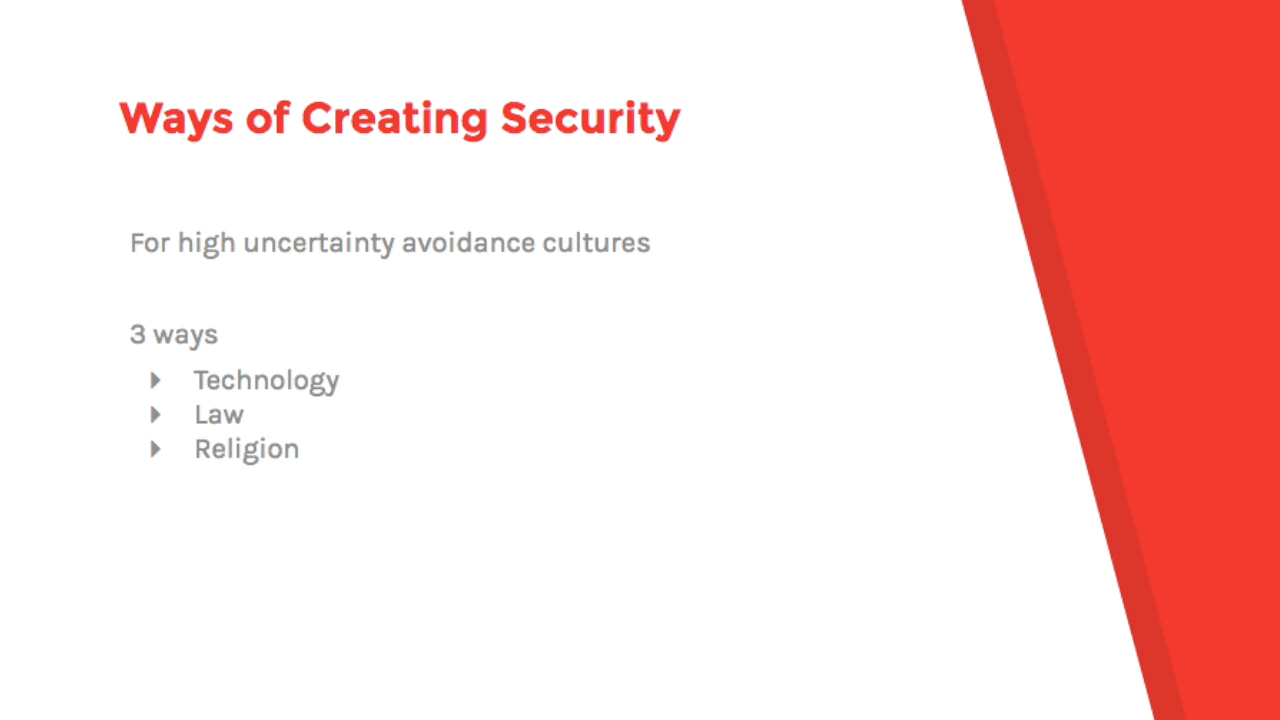 Ways of Creating Security
For high uncertainty avoidance cultures
3 ways
Technology
Law
Religion